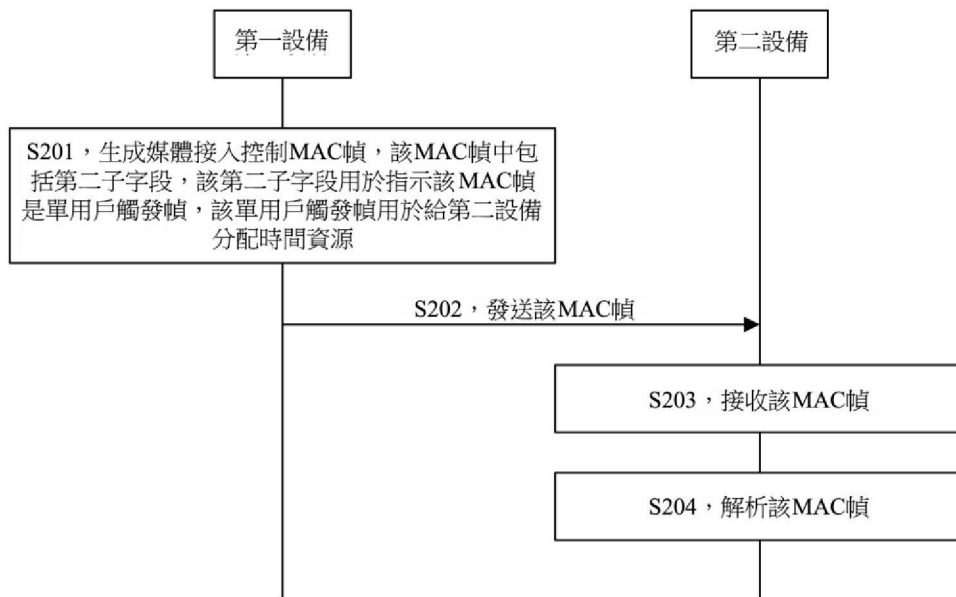 第一設備
第二設備
S201，生成媒體接入控制MAC幀，該MAC幀中包
括第二子字段，該第二子字段用於指示該MAC幀
是單用戶觸發幀，該單用戶觸發幀用於給第二設備
分配時間資源
S202，發送該MAC幀
S203，接收該MAC幀
S204，解析該MAC幀